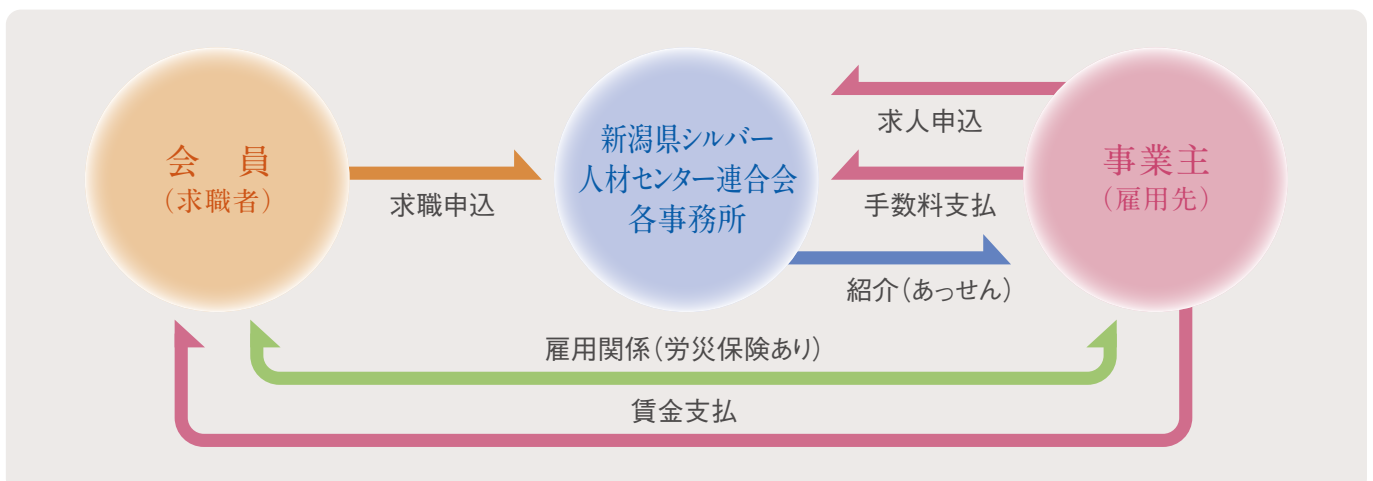 会　員
（求職者）
求職申込
新潟県シルバー
人材センター連合会
各事務所
求人申込
手数料支払
紹介（あっせん）
事業主
（雇用先）
雇用関係（労災保険あり）
賃金支払